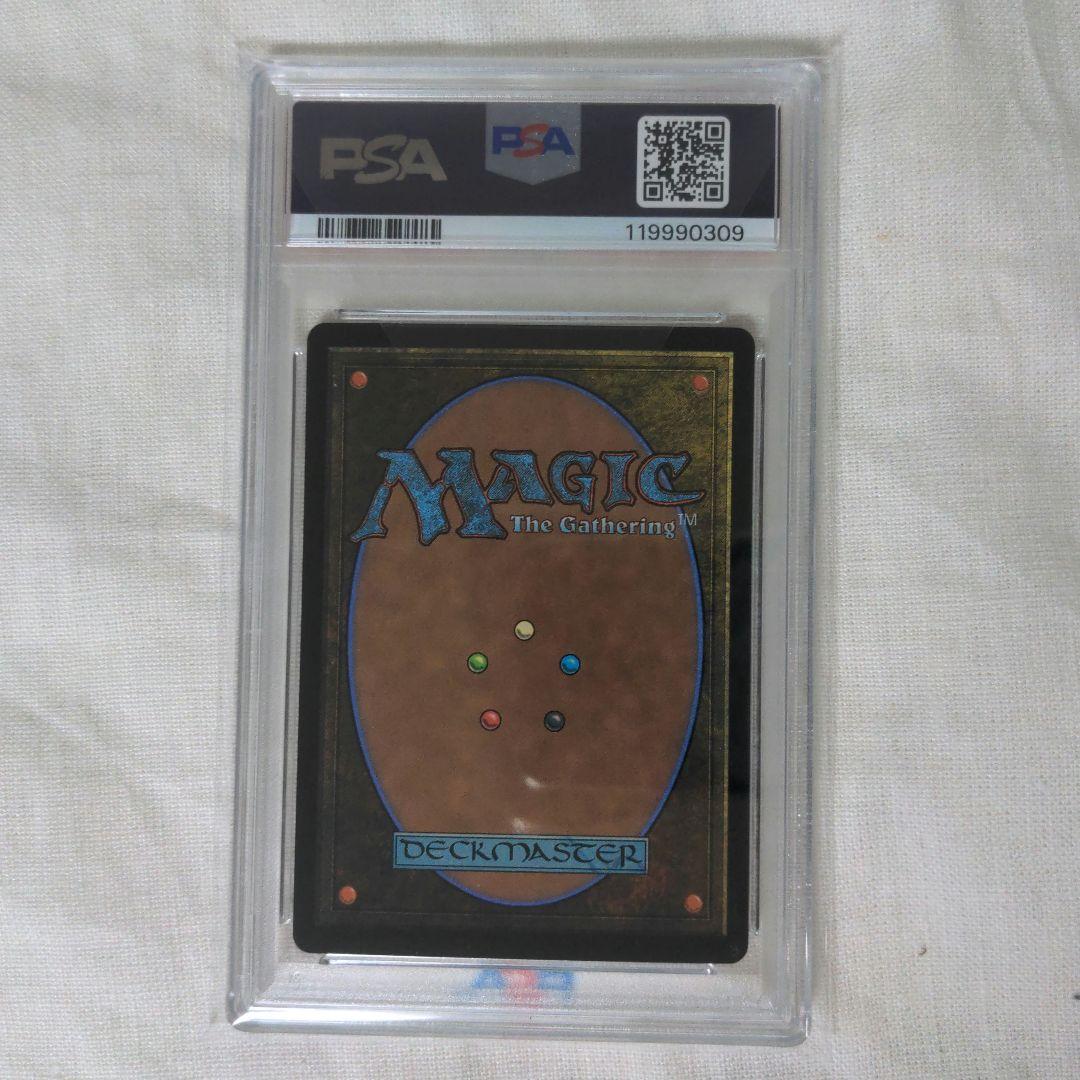 PSA
PSA
119990309
MAGIC
The Gathering™
DECKMASTER